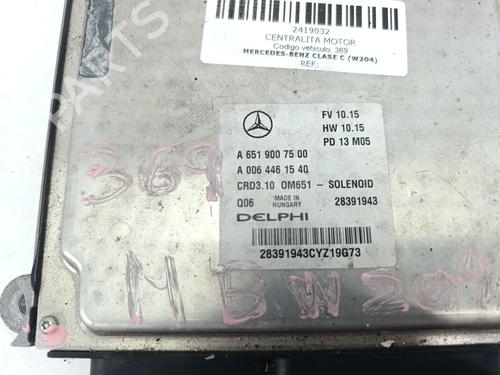 2419032
CENTRALITA MOTOR
Codigo vehiculo: 369
MERCEDES-BENZ CLASE C (W204)
REF.:
FV 10.15
HW 10.15
PD 13 M05
A 651 900 75 00
A 006 446 15 40
CRD3.10 OM651 - SOLENOID
Q06 MADE IN HUNGARY 28391943
DELPHI
28391943CYZ19G73
369
MBW204